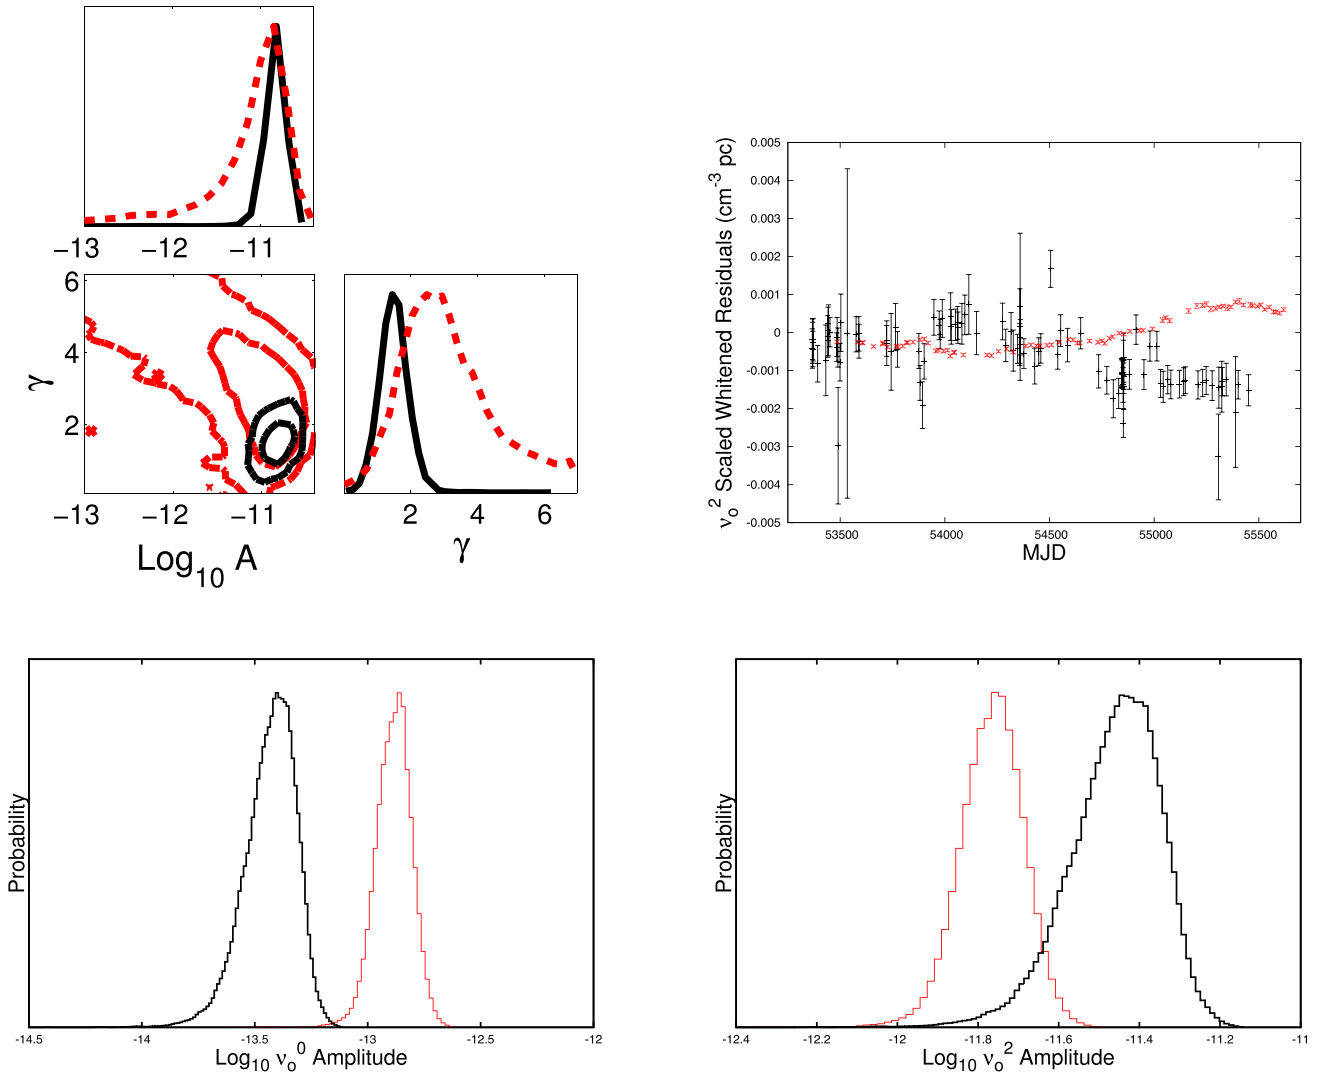 −13 −12 −11
6
4
2
γ
−13 −12 −11
Log10 A
2 4 6
γ
0.005
0.004
0.003
0.002
0.001
0
-0.001
-0.002
-0.003
-0.004
-0.005
νo2 Scaled Whitened Residuals (cm-3 pc)
53500 54000 54500 55000 55500
MJD
Probability
-14.5 -14 -13.5 -13 -12.5 -12
Log10 νo0 Amplitude
Probability
-12.4 -12.2 -12 -11.8 -11.6 -11.4 -11.2 -11
Log10 νo2 Amplitude